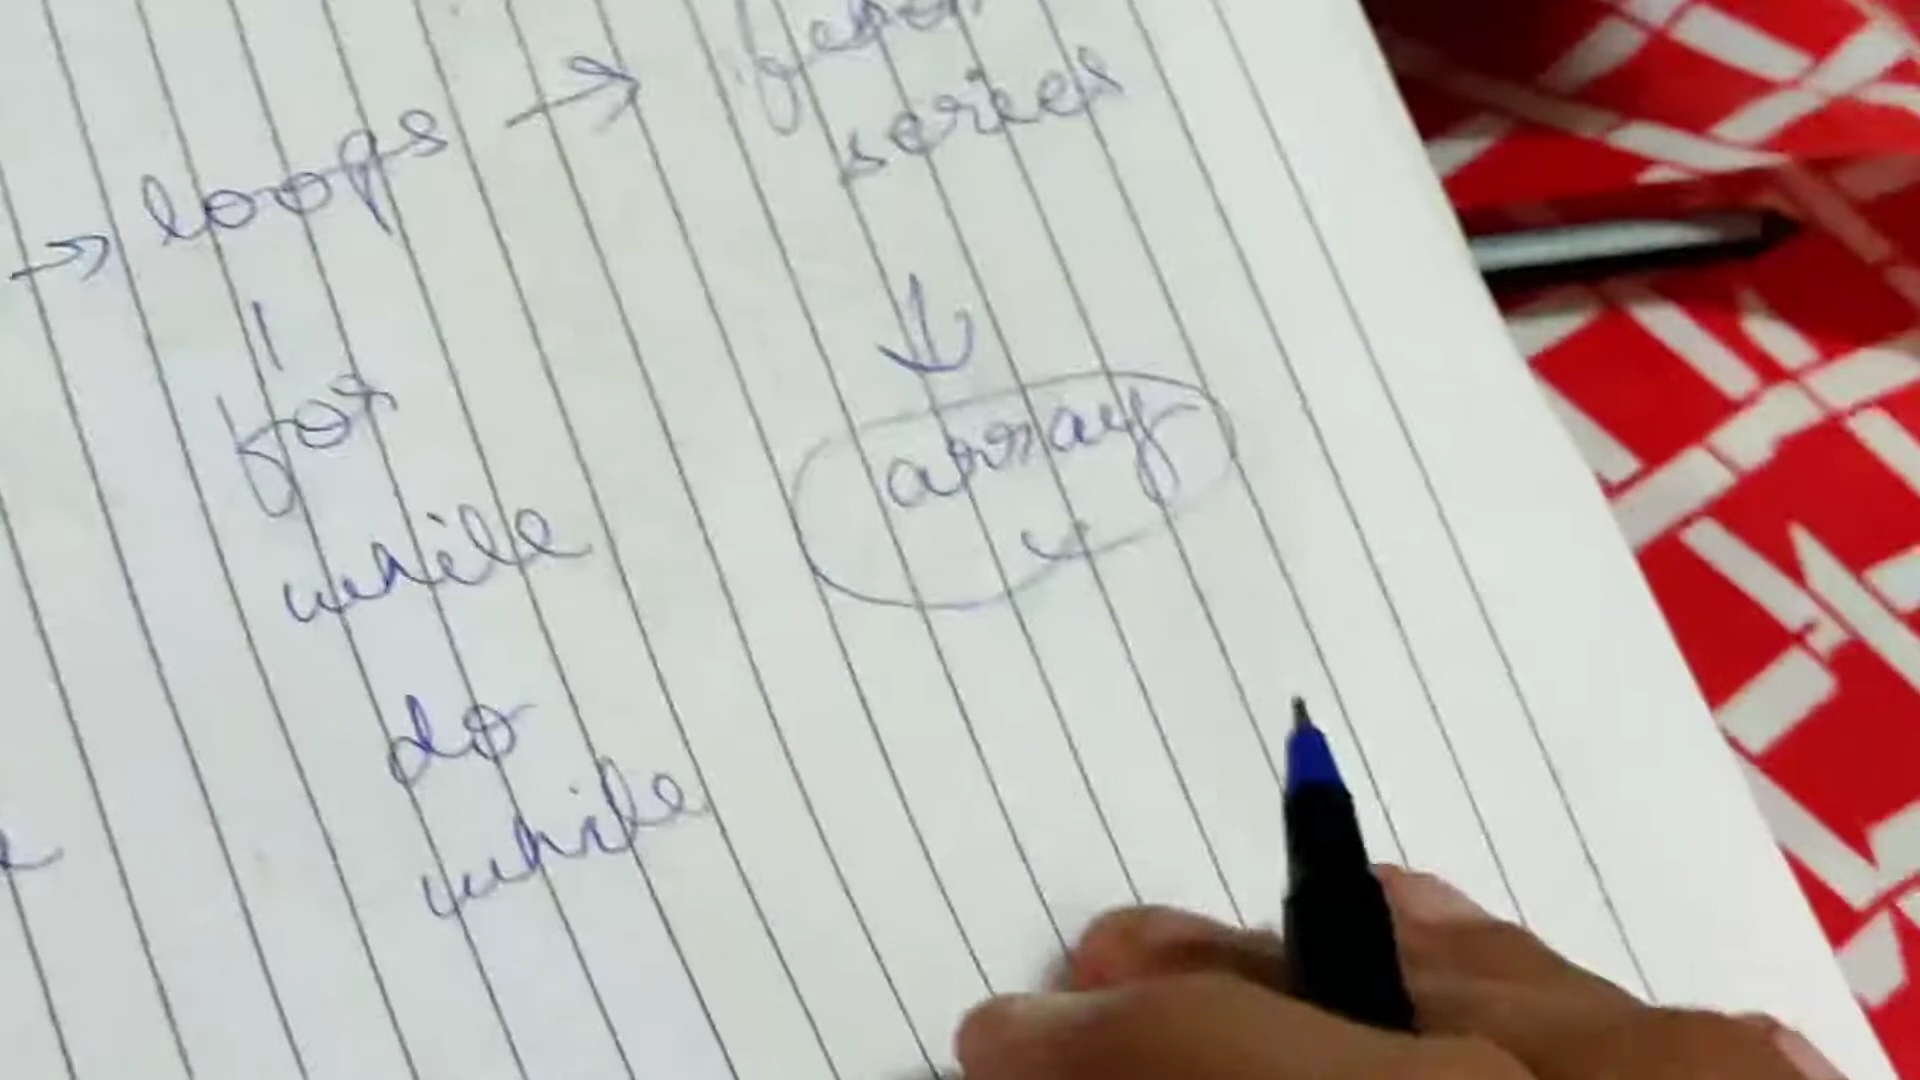 → loops →
series
for
while
do
while
↓
array